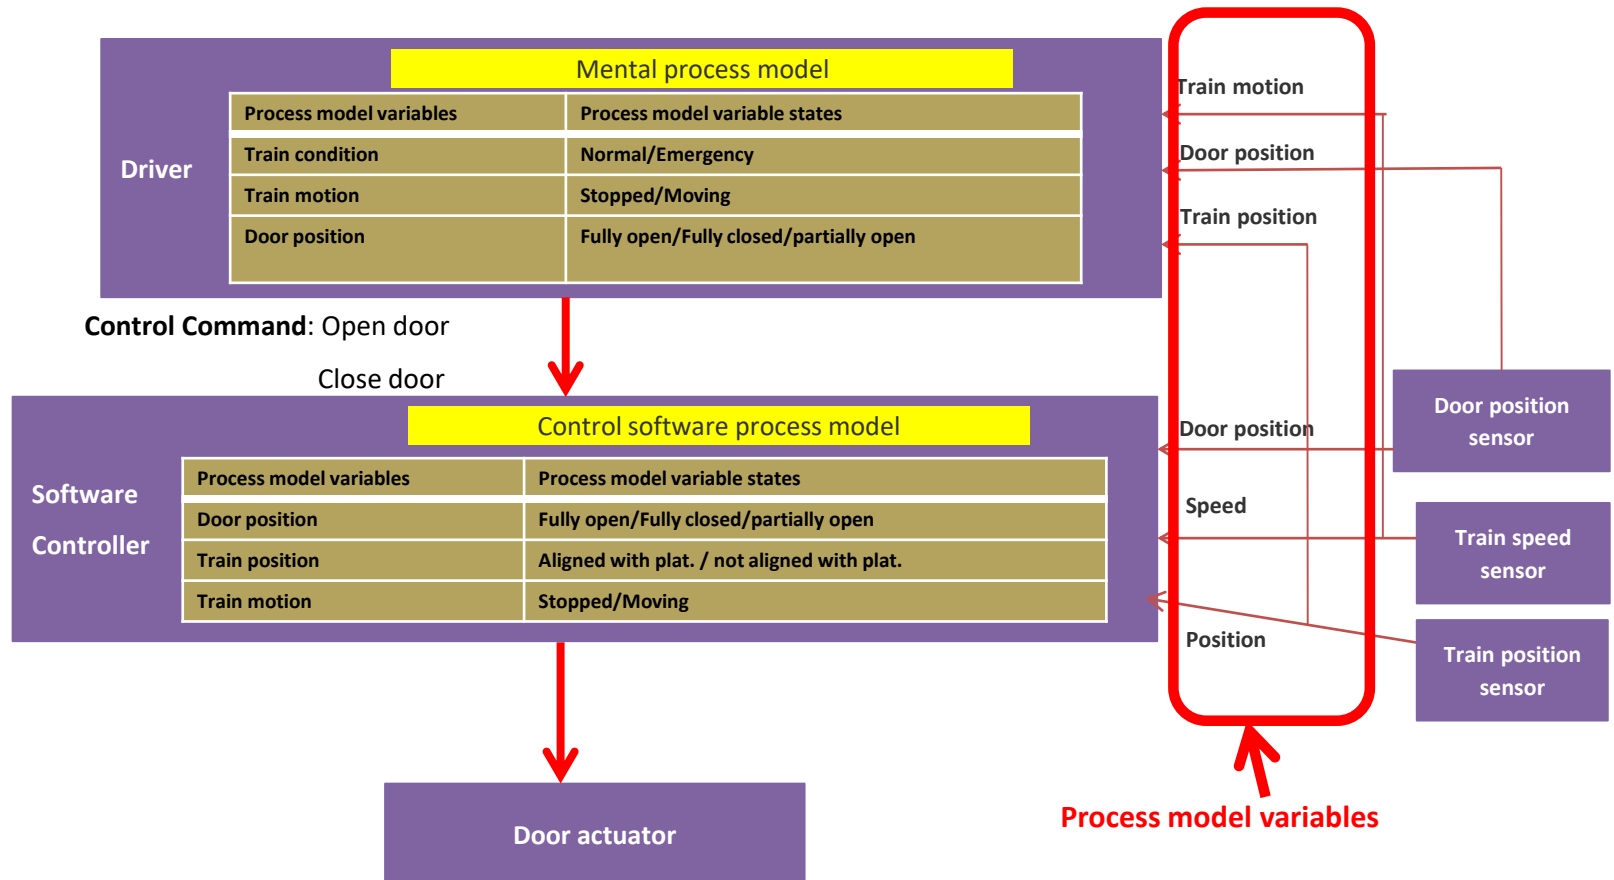 Mental process model
Process model variables Process model variable states
Train condition Normal/Emergency
Train motion Stopped/Moving
Door position Fully open/Fully closed/partially open
Driver
Train motion
Door position
Train position
Control Command: Open door
Close door
Control software process model
Process model variables Process model variable states
Door position Fully open/Fully closed/partially open
Train position Aligned with plat. / not aligned with plat.
Train motion Stopped/Moving
Software
Controller
Door position
Speed
Position
Door position
sensor
Train speed
sensor
Train position
sensor
Process model variables
Door actuator